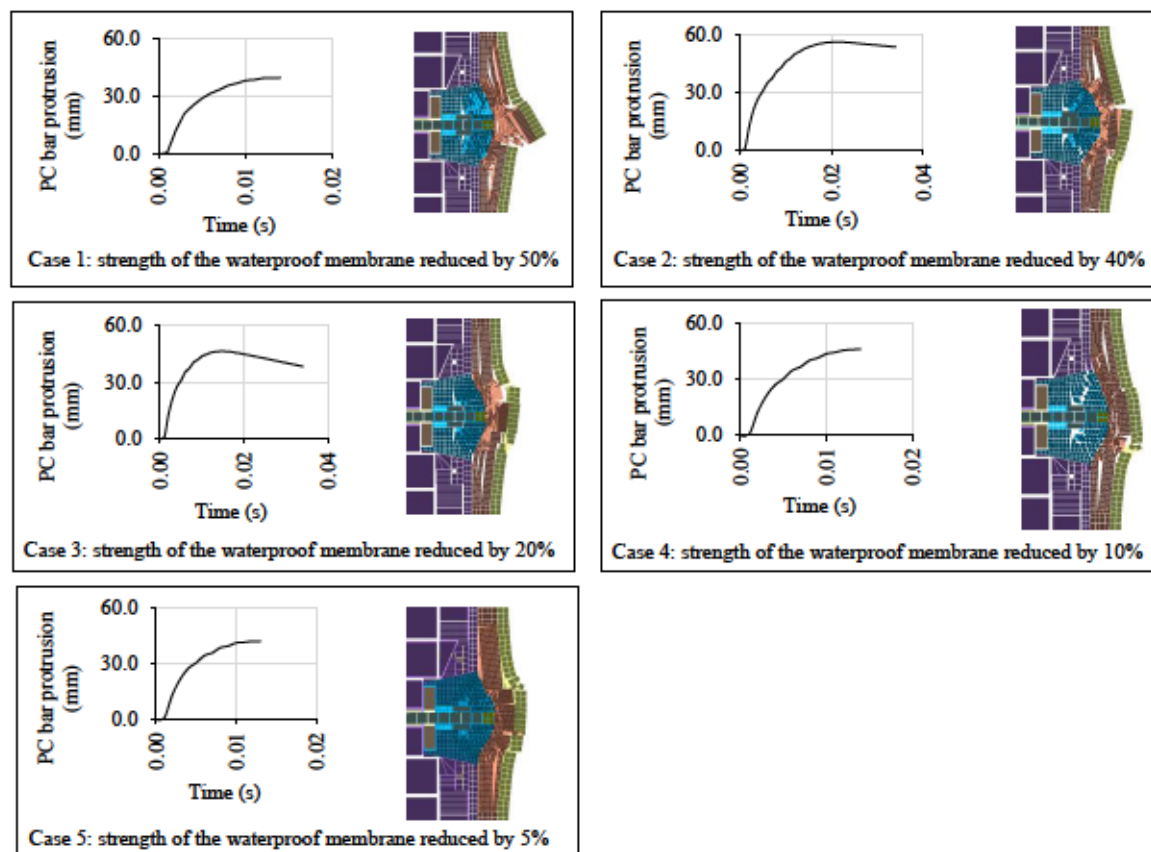 PC bar protrusion
(mm)
60.0
30.0
0.0
0.00
0.01
0.02
Time (s)
Case 1: strength of the waterproof membrane reduced by 50%
PC bar protrusion
(mm)
60.0
30.0
0.0
0.00
0.02
0.04
Time (s)
Case 2: strength of the waterproof membrane reduced by 40%
PC bar protrusion
(mm)
60.0
30.0
0.0
0.00
0.02
0.04
Time (s)
Case 3: strength of the waterproof membrane reduced by 20%
PC bar protrusion
(mm)
60.0
30.0
0.0
0.00
0.01
0.02
Time (s)
Case 4: strength of the waterproof membrane reduced by 10%
PC bar protrusion
(mm)
60.0
30.0
0.0
0.00
0.01
0.02
Time (s)
Case 5: strength of the waterproof membrane reduced by 5%